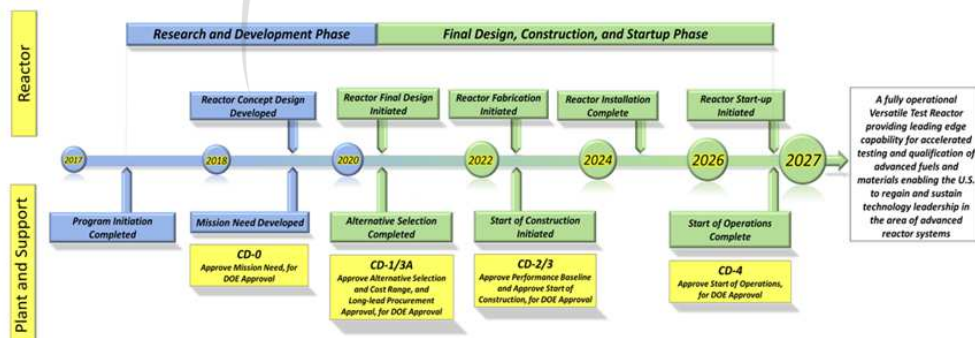 Reactor
Plant and Support
Research and Development Phase
Final Design, Construction, and Startup Phase
Reactor Concept Design
Developed
Reactor Final Design
Initiated
Reactor Fabrication
Initiated
Reactor Installation
Complete
Reactor Start-up
Initiated
2017
2018
2020
2022
2024
2026
2027
A fully operational
Versatile Test Reactor
providing leading edge
capability for accelerated
testing and qualification of
advanced fuels and
materials enabling the U.S.
to regain and sustain
technology leadership in
the area of advanced
reactor systems
Program Initiation
Completed
Mission Need Developed
Alternative Selection
Completed
Start of Construction
Initiated
Start of Operations
Complete
CD-0
Approve Mission Need, for
DOE Approval
CD-1/3A
Approve Alternative Selection
and Cost Range, and
Long-lead Procurement
Approval, for DOE Approval
CD-2/3
Approve Performance Baseline
and Approve Start of
Construction, for DOE Approval
CD-4
Approve Start of Operations,
for DOE Approval